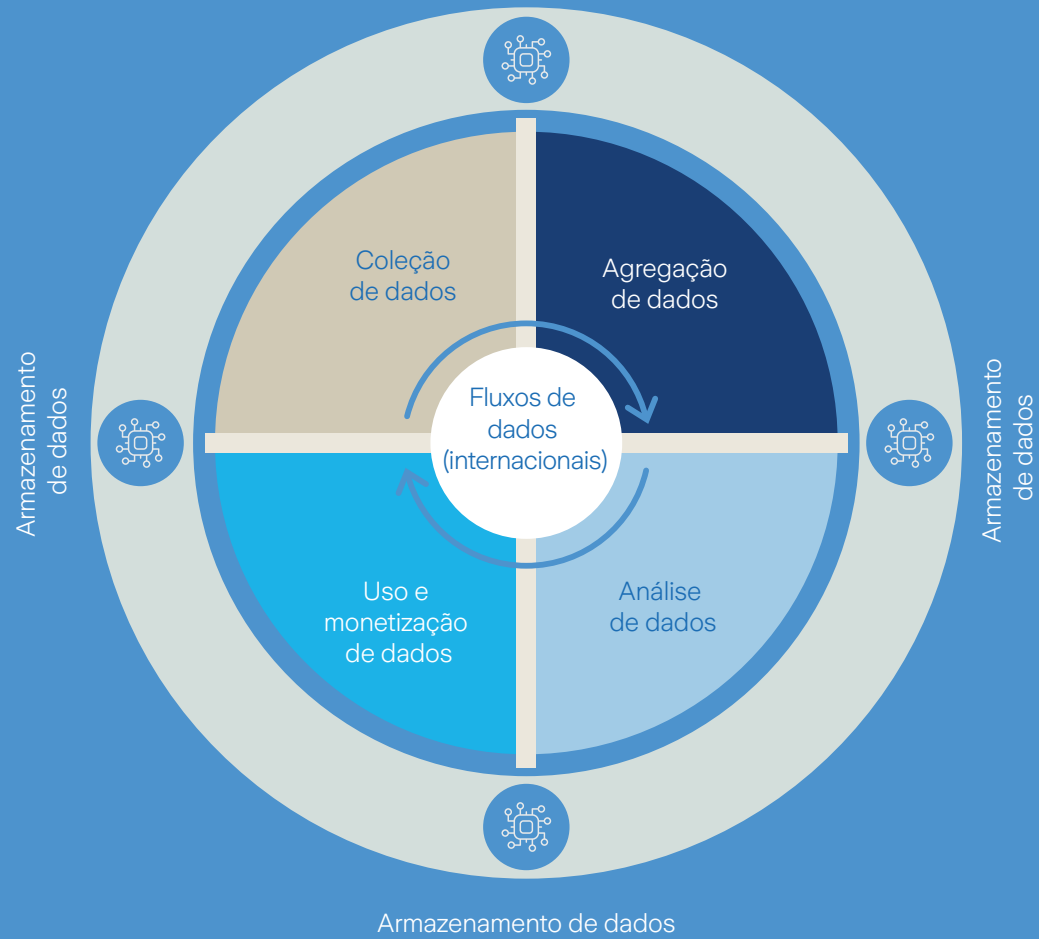 Coleção
de dados
Agregação
de dados
Armazenamento
de dados
Fluxos de
dados
(internacionais)
Armazenamento
de dados
Uso e
monetização
de dados
Análise
de dados
Armazenamento de dados